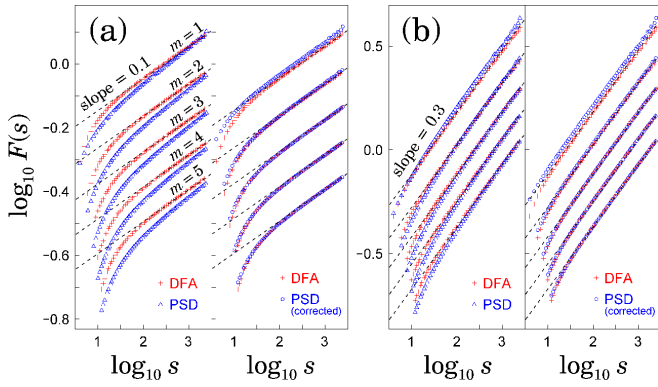 (a)
(b)
log10 F(s)
0.0
−0.2
−0.4
−0.6
−0.8
0.5
0.0
−0.5
slope = 0.1
m = 1
m = 2
m = 3
m = 4
m = 5
slope = 0.3
DFA
PSD
DFA
PSD
(corrected)
DFA
PSD
DFA
PSD
(corrected)
1 2 3 1 2 3 1 2 3 1 2 3
log10 s log10 s log10 s log10 s